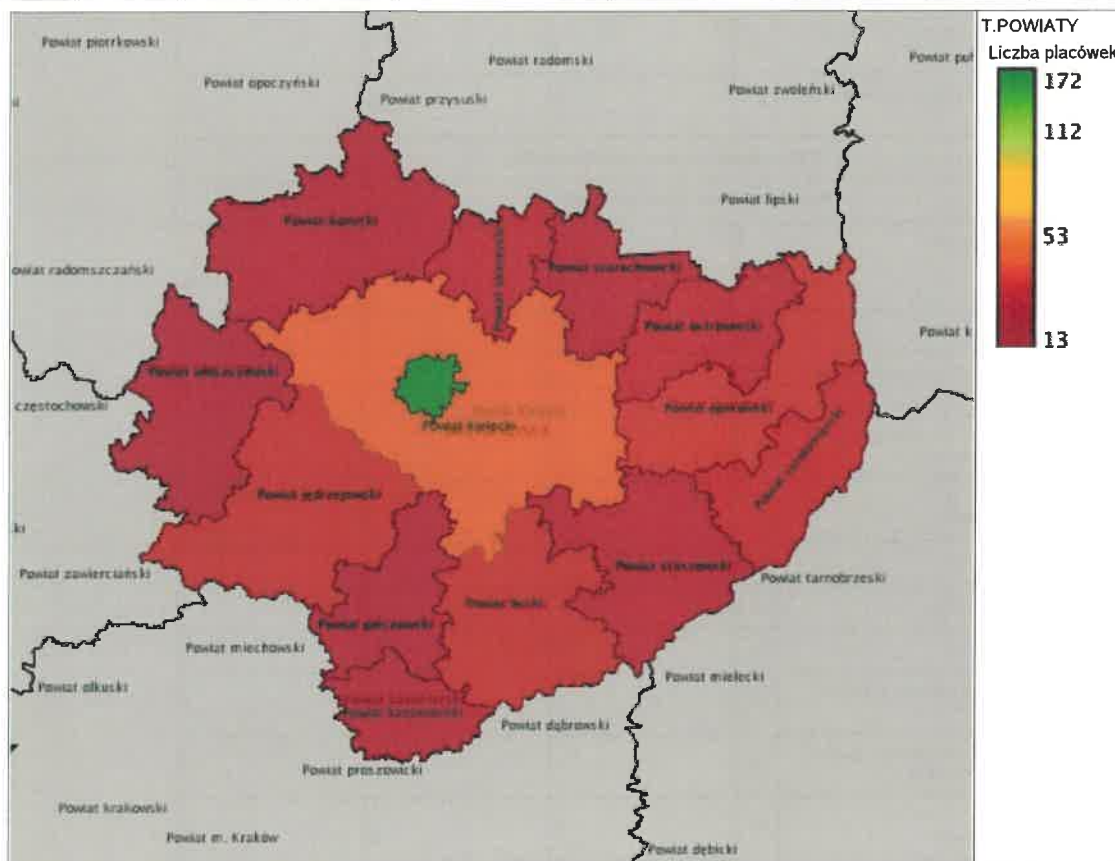 T.POWIATY
Liczba placówek
172
112
53
13
Powiat piotrkowski
Powiat opoczyński
Powiat przysuski
Powiat radomski
Powiat zwoleński
Powiat lipski
Powiat konecki
Powiat skarżyski
Powiat starachowicki
Powiat ostrowiecki
owiat radomszczański
Powiat włoszczowski
częstochowski
Powiat kielecki
Powiat opatowski
Powiat sandomierski
Powiat jędrzejowski
Powiat zawierciański
Powiat staszowski
Powiat tarnobrzeski
Powiat buski
Powiat pińczowski
Powiat miechowski
Powiat olkuski
Powiat mielecki
Powiat kazimierski
Powiat dąbrowski
Powiat proszowicki
Powiat krakowski
Powiat m. Kraków
Powiat dębicki